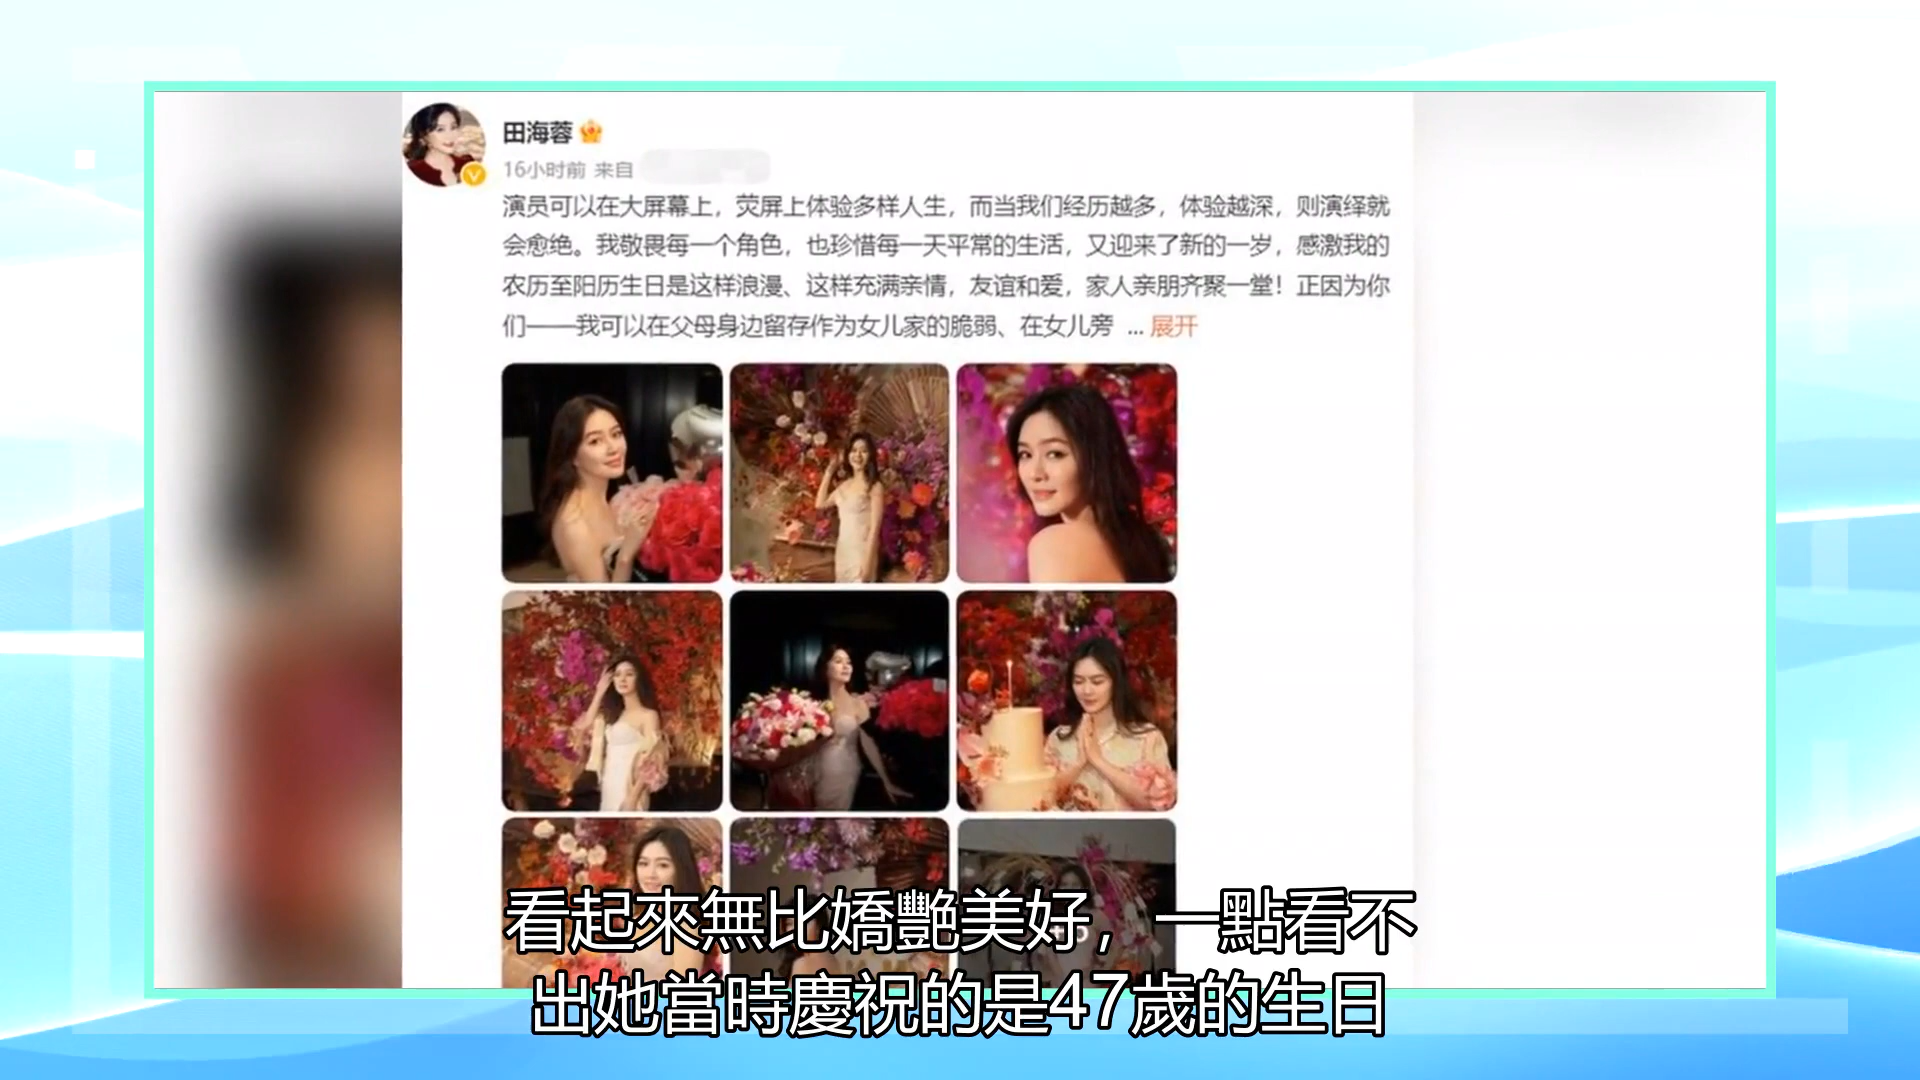 田海蓉
16小时前 来自
演员可以在大屏幕上，荧屏上体验多样人生，而当我们经历越多，体验越深，则演绎就
会愈绝。我敬畏每一个角色，也珍惜每一天平常的生活，又迎来了新的一岁，感激我的
农历至阳历生日是这样浪漫、这样充满亲情，友谊和爱，家人亲朋齐聚一堂！正因为你
们——我可以在父母身边留存作为女儿家的脆弱、在女儿旁 ... 展开
看起來無比嬌艷美好，一點看不
出她當時慶祝的是47歲的生日